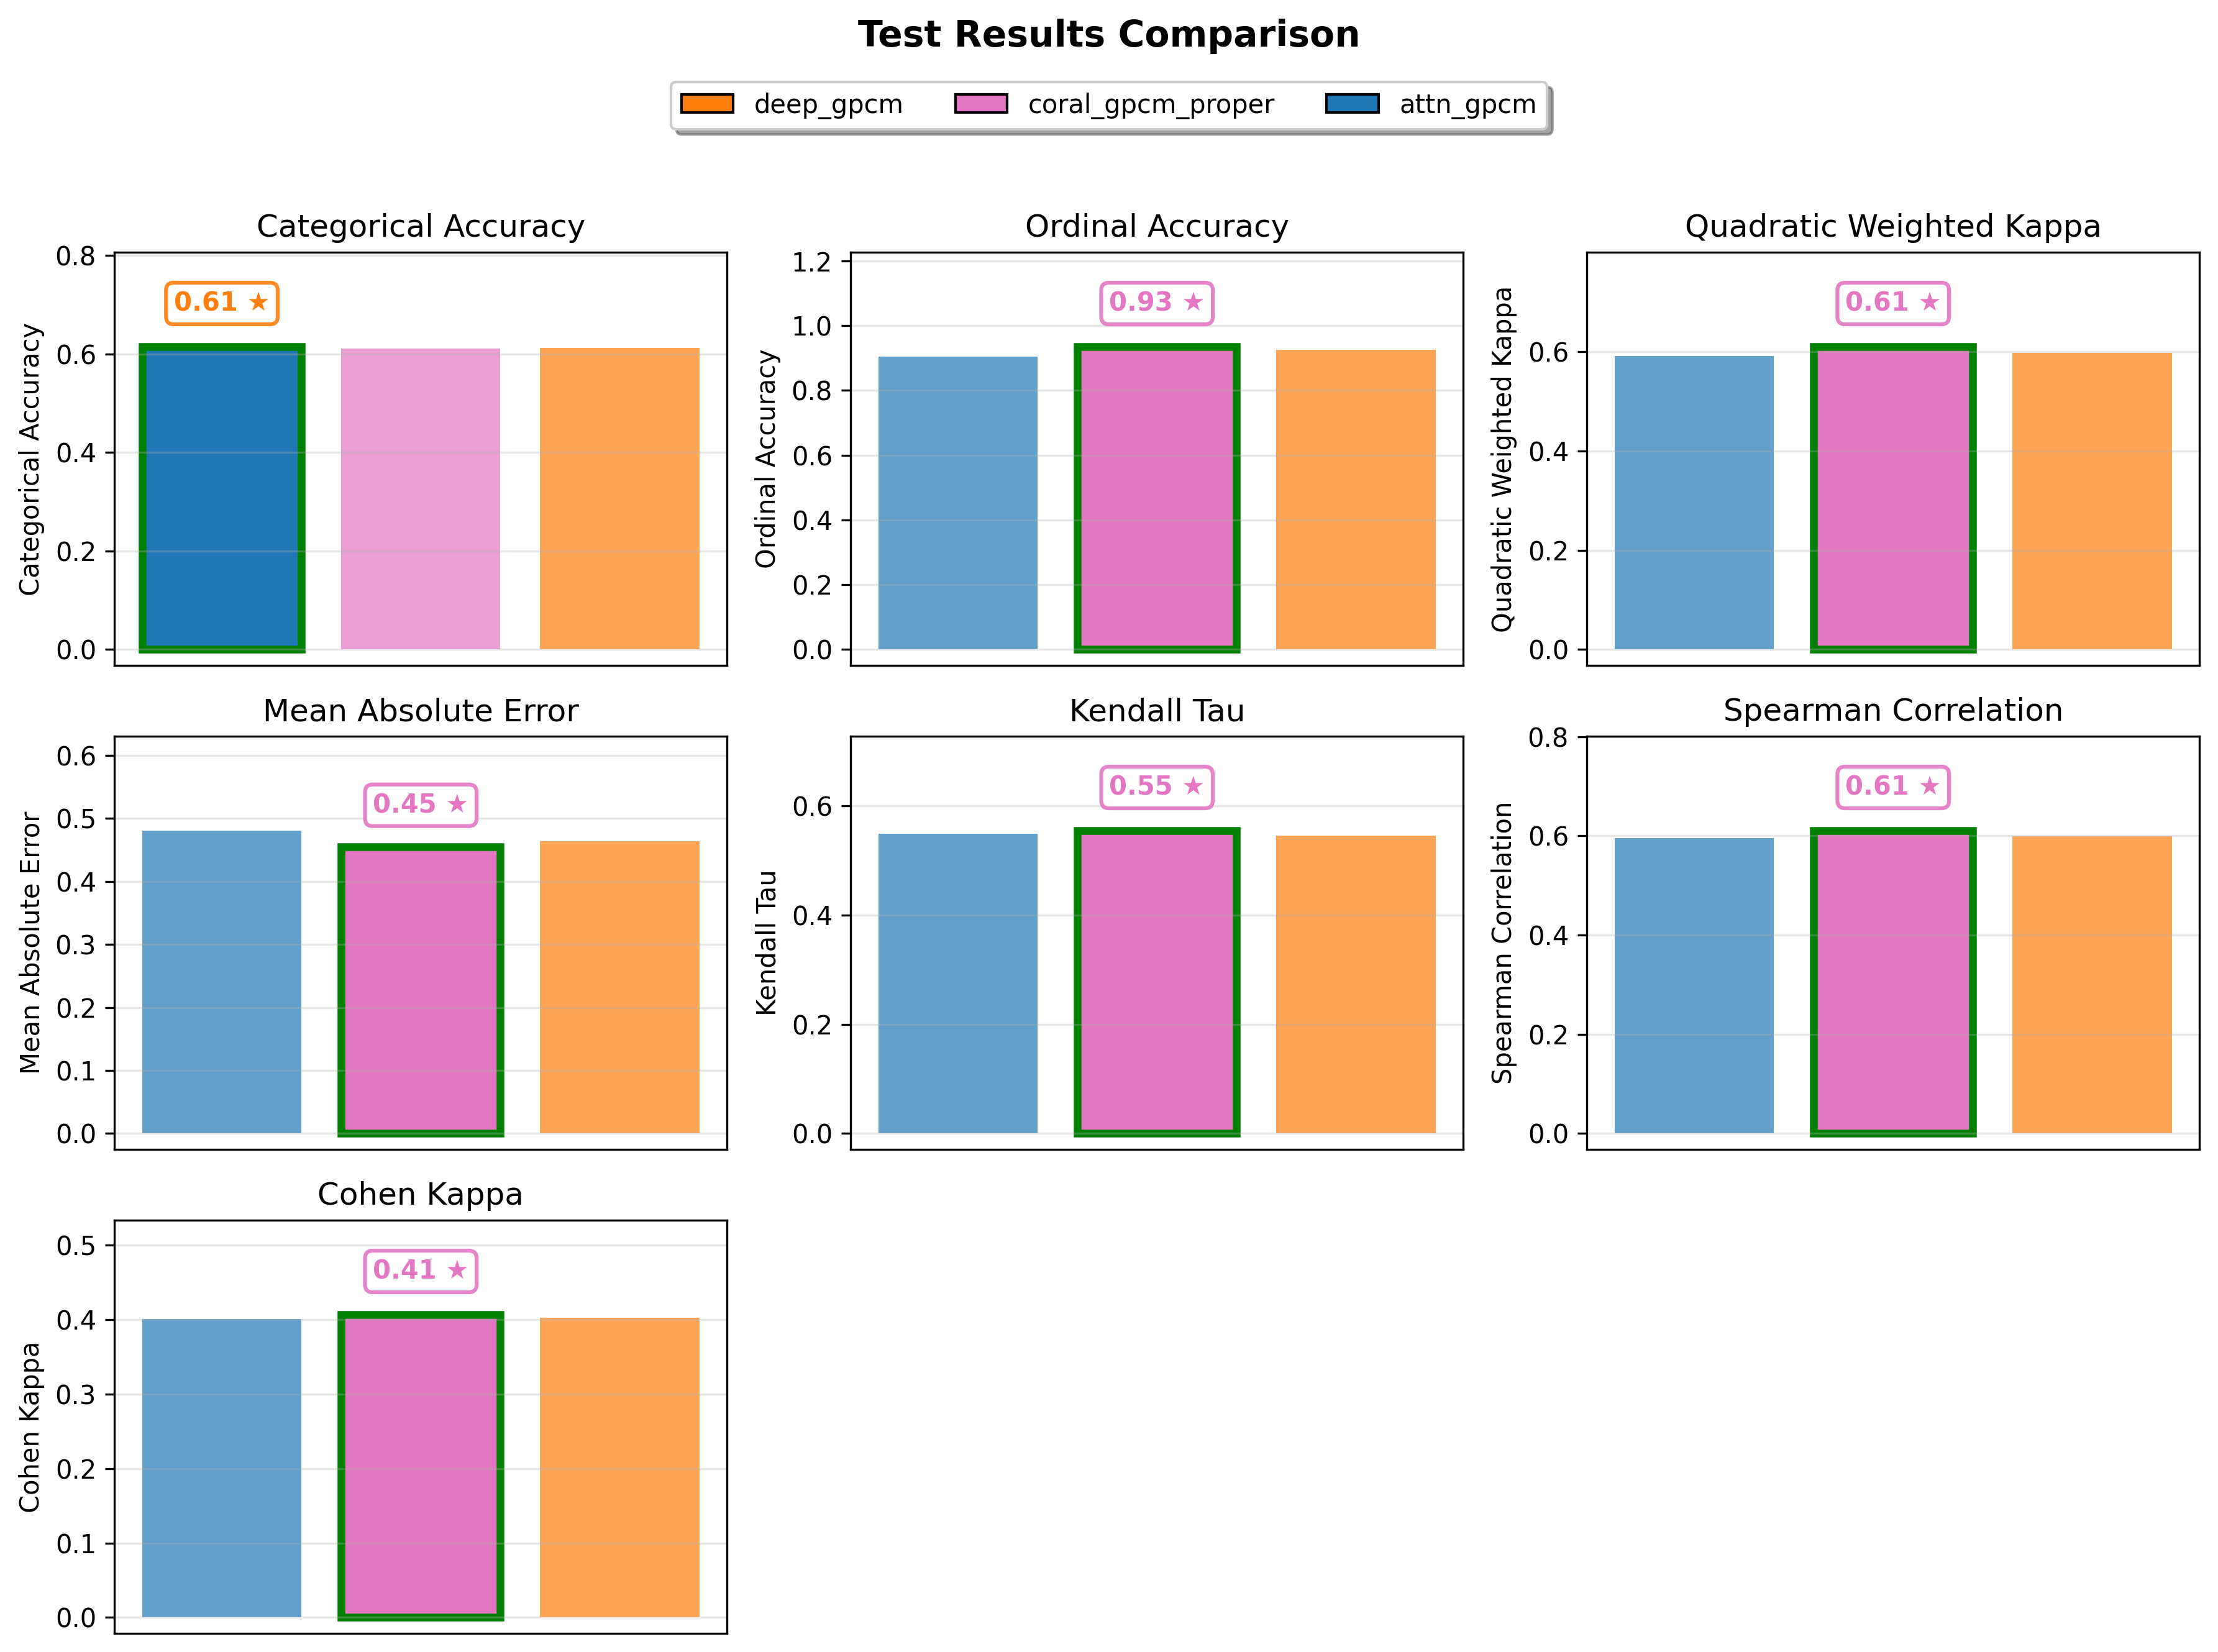 Test Results Comparison
deep_gpcm coral_gpcm_proper attn_gpcm
Categorical Accuracy
Categorical Accuracy
0.8
0.6
0.4
0.2
0.0
0.61 ★
Ordinal Accuracy
Ordinal Accuracy
1.2
1.0
0.8
0.6
0.4
0.2
0.0
0.93 ★
Quadratic Weighted Kappa
Quadratic Weighted Kappa
0.6
0.4
0.2
0.0
0.61 ★
Mean Absolute Error
Mean Absolute Error
0.6
0.5
0.4
0.3
0.2
0.1
0.0
0.45 ★
Kendall Tau
Kendall Tau
0.6
0.4
0.2
0.0
0.55 ★
Spearman Correlation
Spearman Correlation
0.8
0.6
0.4
0.2
0.0
0.61 ★
Cohen Kappa
Cohen Kappa
0.5
0.4
0.3
0.2
0.1
0.0
0.41 ★